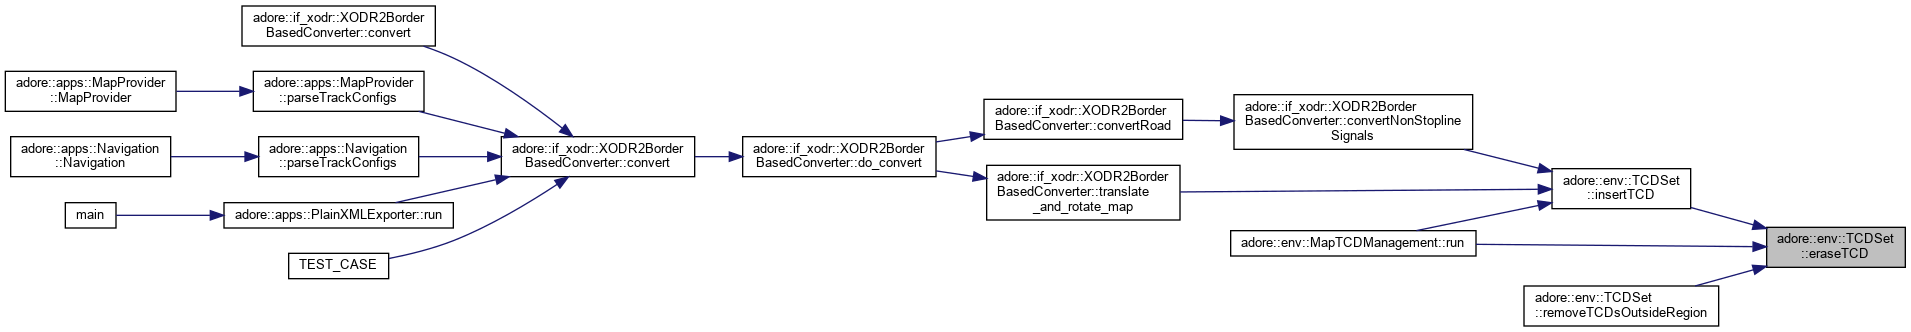 adore::if_xodr::XODR2Border
BasedConverter::convert
adore::apps::MapProvider
::MapProvider
adore::apps::MapProvider
::parseTrackConfigs
adore::apps::Navigation
::Navigation
adore::apps::Navigation
::parseTrackConfigs
main
adore::apps::PlainXMLExporter::run
TEST_CASE
adore::if_xodr::XODR2Border
BasedConverter::convert
adore::if_xodr::XODR2Border
BasedConverter::do_convert
adore::if_xodr::XODR2Border
BasedConverter::convertRoad
adore::if_xodr::XODR2Border
BasedConverter::translate
_and_rotate_map
adore::if_xodr::XODR2Border
BasedConverter::convertNonStopline
Signals
adore::env::MapTCDManagement::run
adore::env::TCDSet
::insertTCD
adore::env::TCDSet
::removeTCDsOutsideRegion
adore::env::TCDSet
::eraseTCD